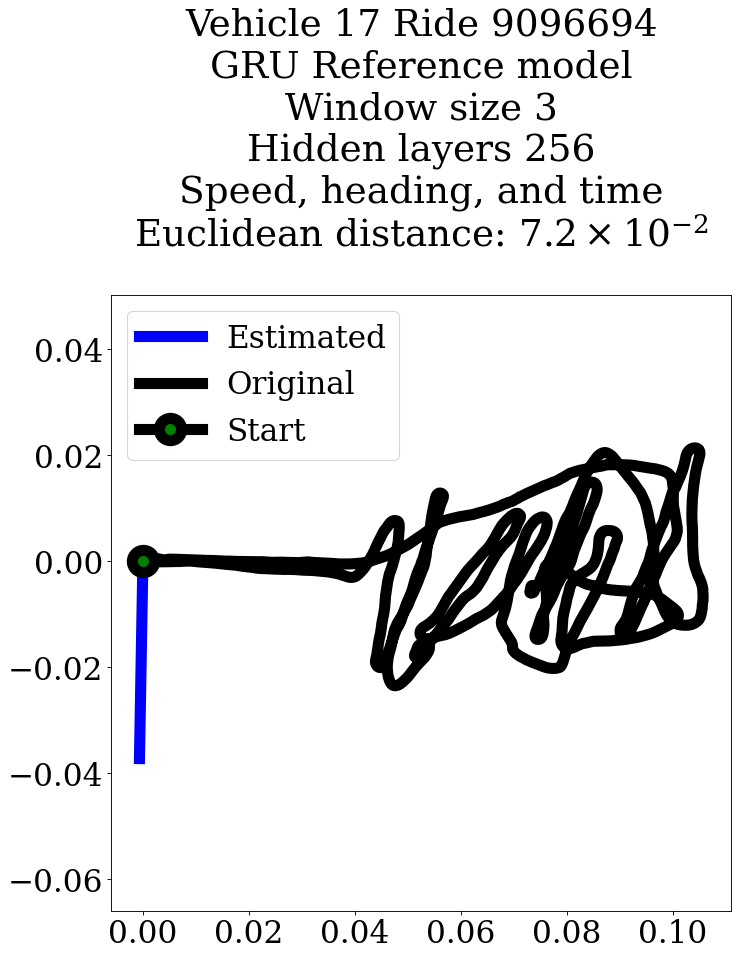 Vehicle 17 Ride 9096694
GRU Reference model
Window size 3
Hidden layers 256
Speed, heading, and time
Euclidean distance: 7.2 × 10⁻²
Estimated
Original
Start
0.04
0.02
0.00
−0.02
−0.04
−0.06
0.00 0.02 0.04 0.06 0.08 0.10